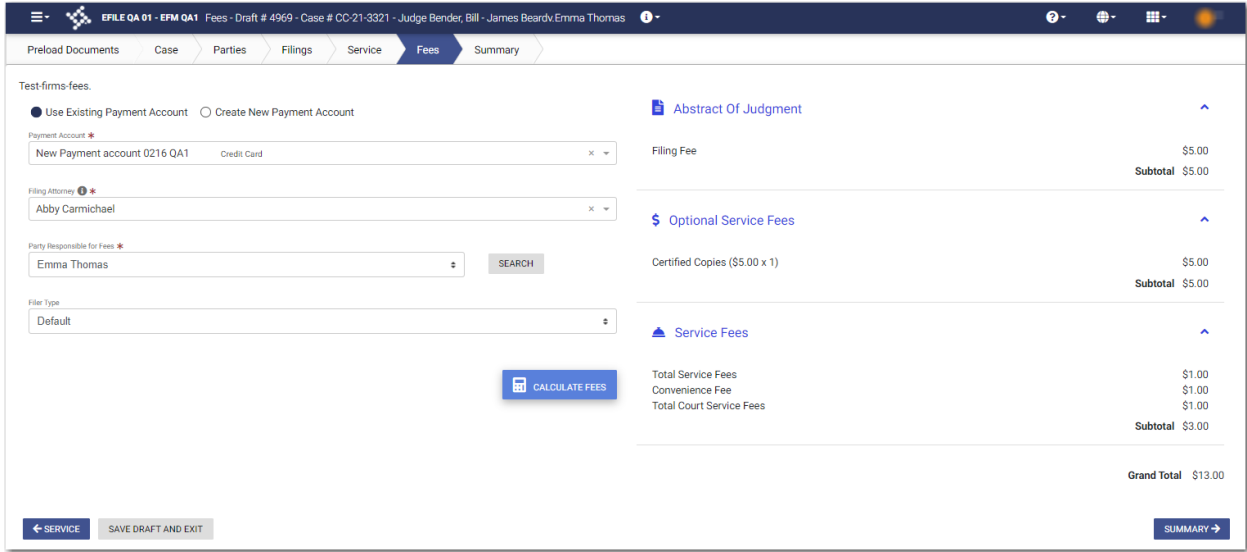 EFILE QA 01 - EFM QA1 Fees - Draft # 4969 - Case # CC-21-3321 - Judge Bender, Bill - James Beardv.Emma Thomas
Preload Documents Case Parties Filings Service Fees Summary
Test-firms-fees.
Use Existing Payment Account Create New Payment Account
Payment Account *
New Payment account 0216 QA1 Credit Card
Filing Attorney *
Abby Carmichael
Party Responsible for Fees *
Emma Thomas
SEARCH
Filer Type
Default
CALCULATE FEES
Abstract Of Judgment
Filing Fee $5.00
Subtotal $5.00
$ Optional Service Fees
Certified Copies ($5.00 x 1) $5.00
Subtotal $5.00
Service Fees
Total Service Fees $1.00
Convenience Fee $1.00
Total Court Service Fees $1.00
Subtotal $3.00
Grand Total $13.00
SERVICE SAVE DRAFT AND EXIT SUMMARY